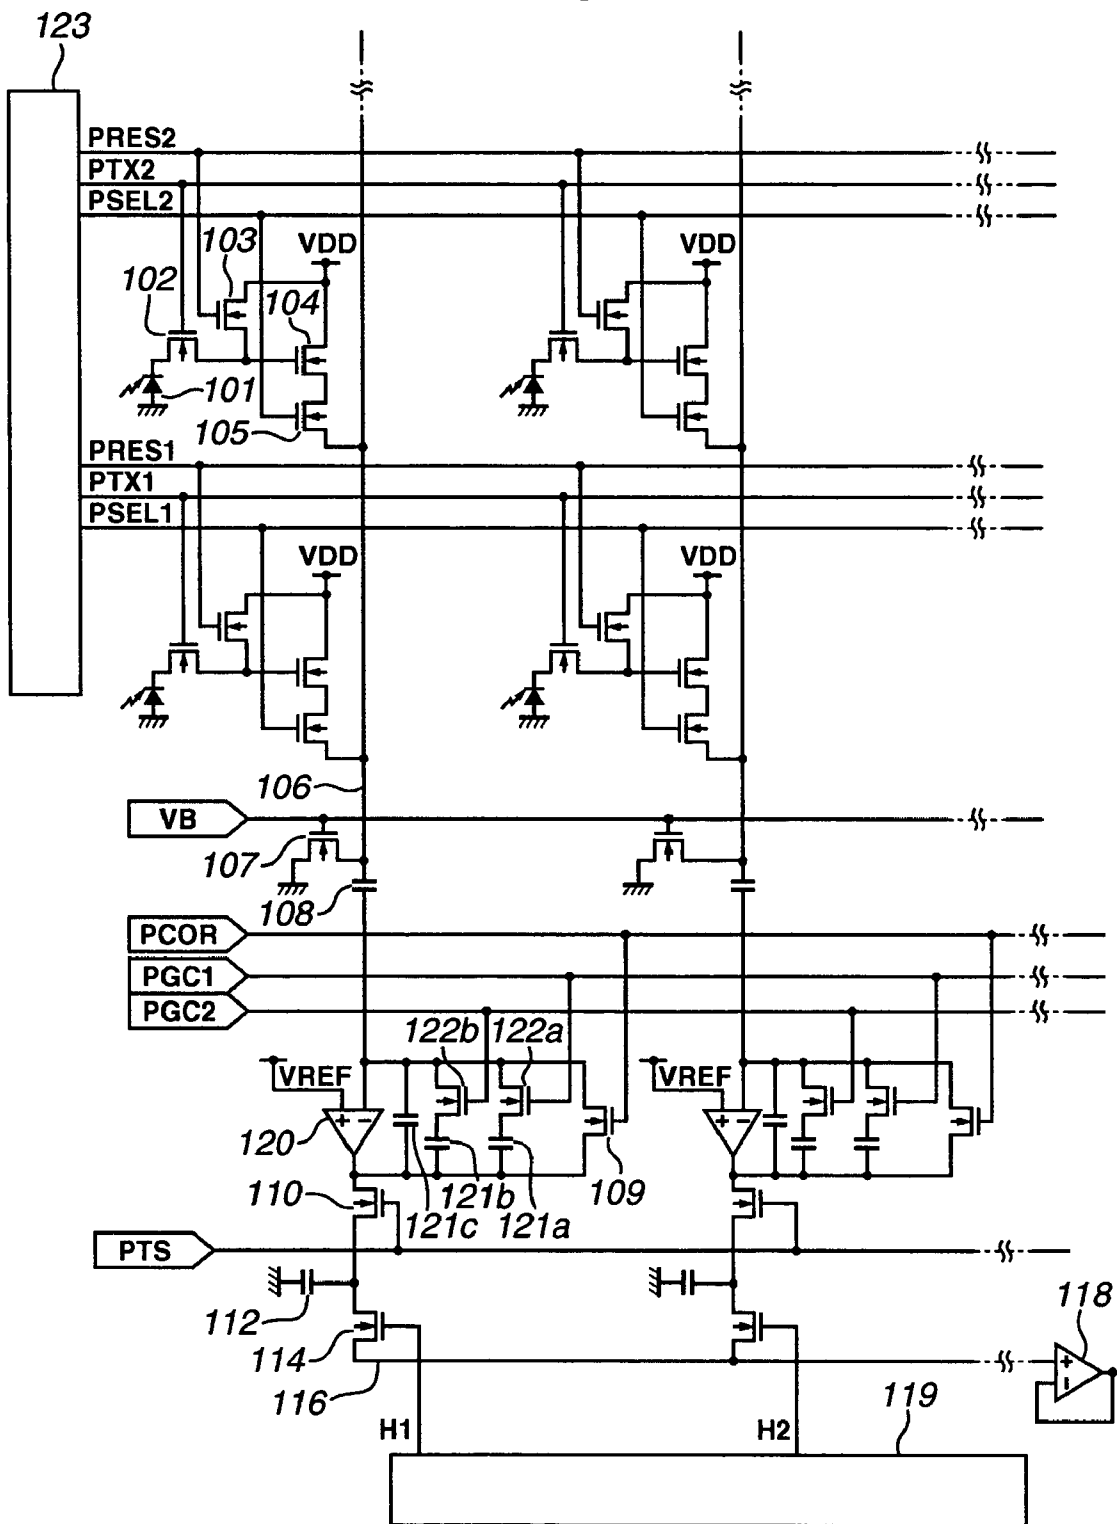 123
PRES2
PTX2
PSEL2
103
VDD
VDD
102
104
101
105
PRES1
PTX1
PSEL1
VDD
VDD
106
VB
107
108
PCOR
PGC1
PGC2
122b 122a
VREF
VREF
+ −
+ −
120
110
121b
109
121c
121a
PTS
112
118
114
+
−
116
119
H1
H2